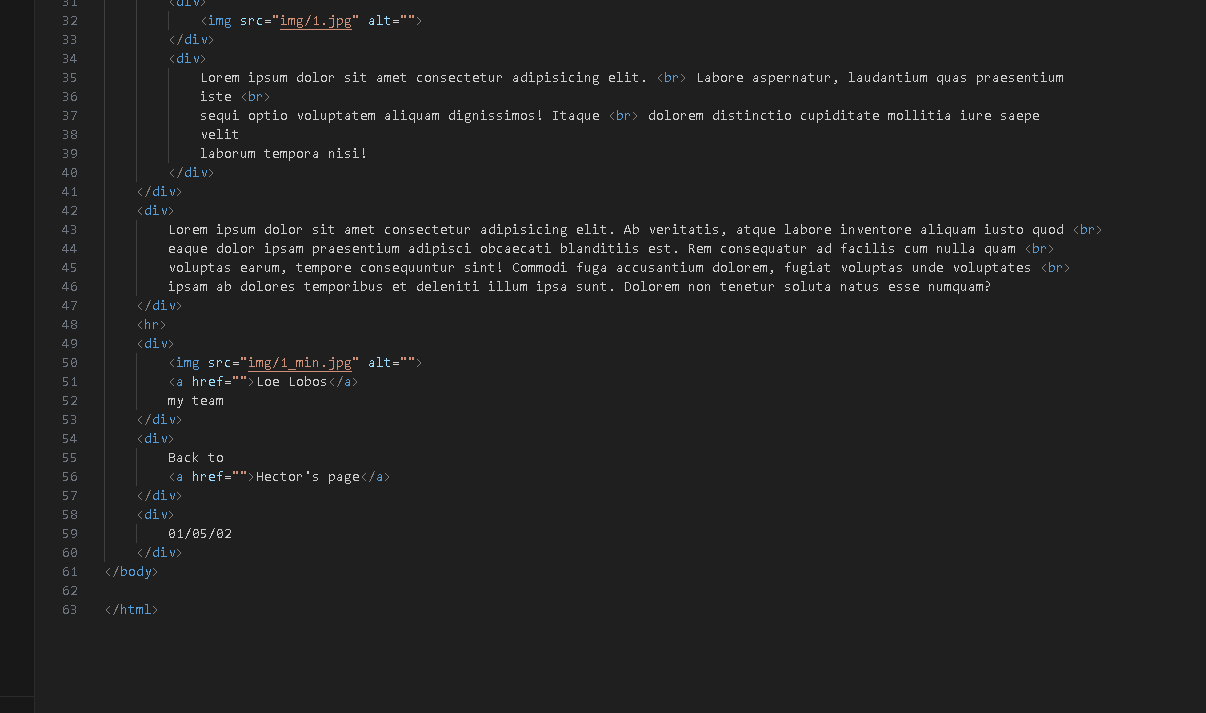 31 <div>
32 <img src="img/1.jpg" alt="">
33 </div>
34 <div>
35 Lorem ipsum dolor sit amet consectetur adipisicing elit. <br> Labore aspernatur, laudantium quas praesentium
36 iste <br>
37 sequi optio voluptatem aliquam dignissimos! Itaque <br> dolorem distinctio cupiditate mollitia iure saepe
38 velit
39 laborum tempora nisi!
40 </div>
41 </div>
42 <div>
43 Lorem ipsum dolor sit amet consectetur adipisicing elit. Ab veritatis, atque labore inventore aliquam iusto quod <br>
44 eaque dolor ipsam praesentium adipisci obcaecati blanditiis est. Rem consequatur ad facilis cum nulla quam <br>
45 voluptas earum, tempore consequuntur sint! Commodi fuga accusantium dolorem, fugiat voluptas unde voluptates <br>
46 ipsam ab dolores temporibus et deleniti illum ipsa sunt. Dolorem non tenetur soluta natus esse numquam?
47 </div>
48 <hr>
49 <div>
50 <img src="img/1_min.jpg" alt="">
51 <a href="">Loe Lobos</a>
52 my team
53 </div>
54 <div>
55 Back to
56 <a href="">Hector's page</a>
57 </div>
58 <div>
59 01/05/02
60 </div>
61 </body>
62
63 </html>